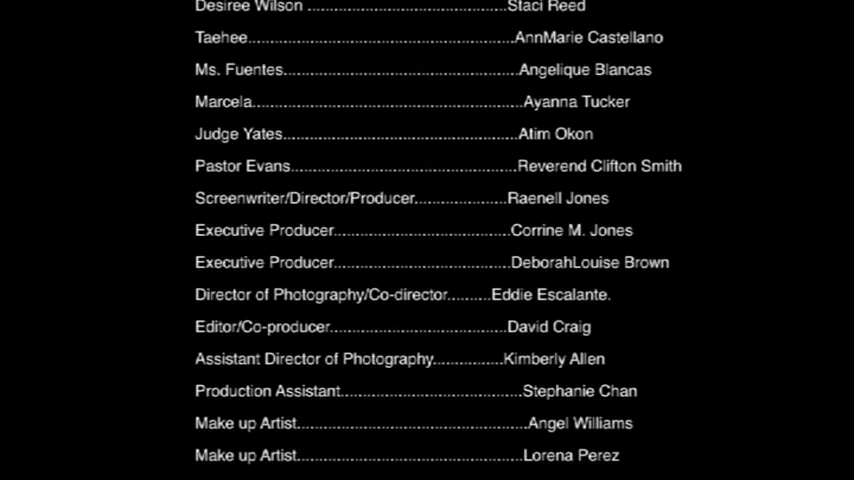 Desiree Wilson ............................................Staci Reed
Taehee...........................................................AnnMarie Castellano
Ms. Fuentes....................................................Angelique Blancas
Marcela............................................................Ayanna Tucker
Judge Yates....................................................Atim Okon
Pastor Evans..................................................Reverend Clifton Smith
Screenwriter/Director/Producer.....................Raenell Jones
Executive Producer.......................................Corrine M. Jones
Executive Producer.......................................DeborahLouise Brown
Director of Photography/Co-director..........Eddie Escalante.
Editor/Co-producer.......................................David Craig
Assistant Director of Photography................Kimberly Allen
Production Assistant........................................Stephanie Chan
Make up Artist...................................................Angel Williams
Make up Artist..................................................Lorena Perez